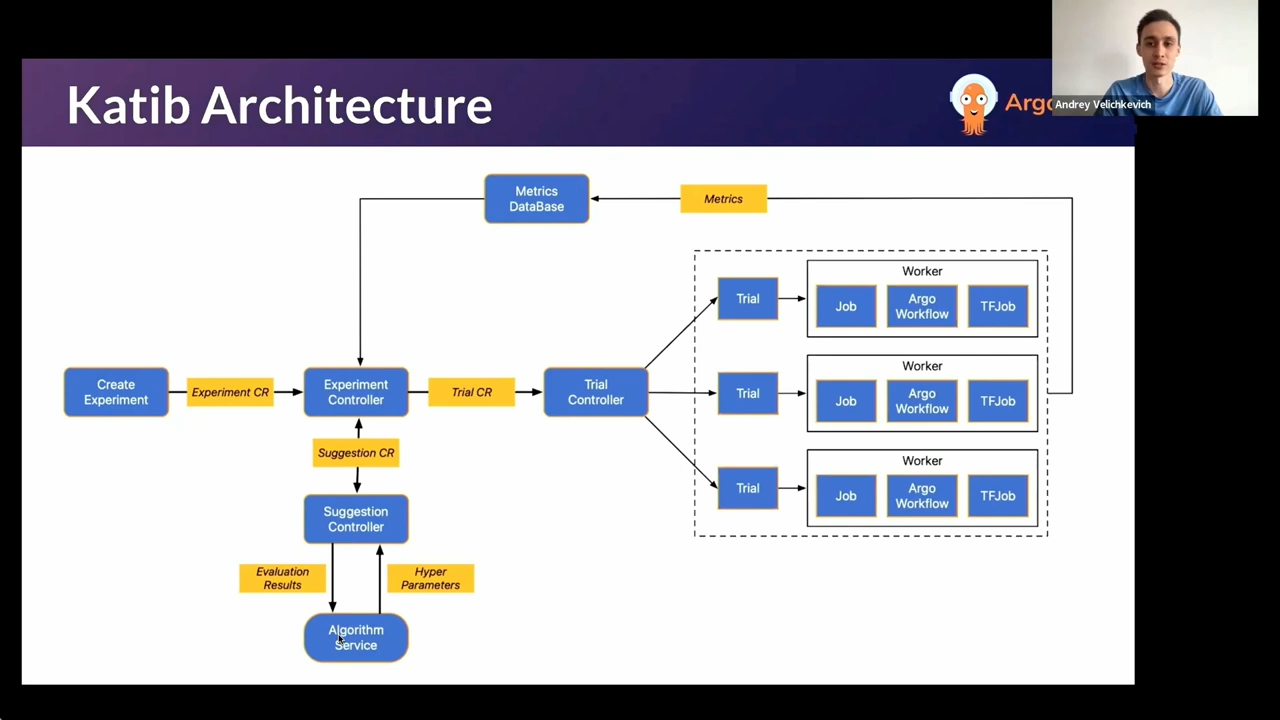 Katib Architecture
Argo
Andrey Velichkevich
Metrics
DataBase
Metrics
Create
Experiment
Experiment CR
Experiment
Controller
Trial CR
Trial
Controller
Suggestion CR
Suggestion
Controller
Evaluation
Results
Hyper
Parameters
Algorithm
Service
Trial
Worker
Job
Argo
Workflow
TFJob
Trial
Worker
Job
Argo
Workflow
TFJob
Trial
Worker
Job
Argo
Workflow
TFJob